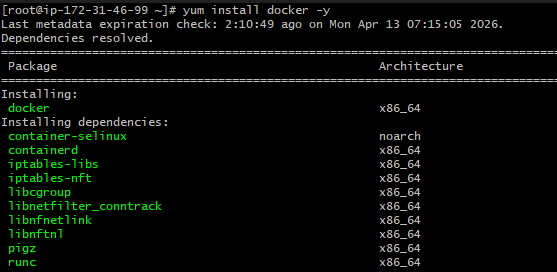 [root@ip-172-31-46-99 ~]# yum install docker -y
Last metadata expiration check: 2:10:49 ago on Mon Apr 13 07:15:05 2026.
Dependencies resolved.
================================================================================
Package Architecture
================================================================================
Installing:
docker x86_64
Installing dependencies:
container-selinux noarch
containerd x86_64
iptables-libs x86_64
iptables-nft x86_64
libcgroup x86_64
libnetfilter_conntrack x86_64
libnfnetlink x86_64
libnftnl x86_64
pigz x86_64
runc x86_64